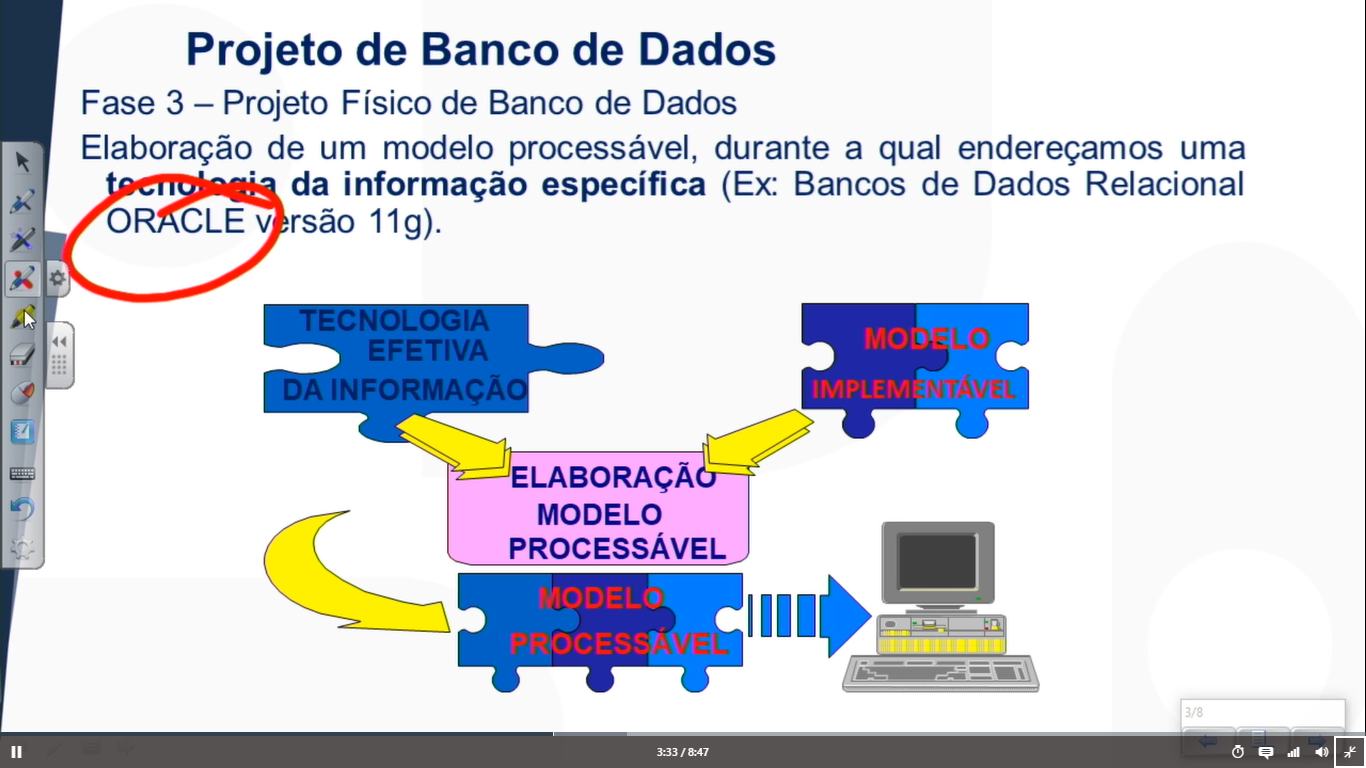 Projeto de Banco de Dados
Fase 3 – Projeto Físico de Banco de Dados
Elaboração de um modelo processável, durante a qual endereçamos uma
tecnologia da informação específica (Ex: Bancos de Dados Relacional
ORACLE versão 11g).
TECNOLOGIA
EFETIVA
DA INFORMAÇÃO
MODELO
IMPLEMENTÁVEL
ELABORAÇÃO
MODELO
PROCESSÁVEL
MODELO
PROCESSÁVEL
3/8
3:33 / 8:47